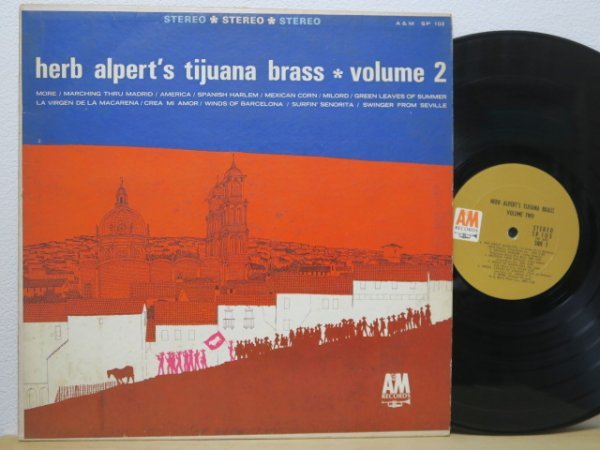 STEREO * STEREO * STEREO
A & M SP 103
herb alpert's tijuana brass * volume 2
MORE / MARCHING THRU MADRID / AMERICA / SPANISH HARLEM / MEXICAN CORN / MILORD / GREEN LEAVES OF SUMMER
LA VIRGEN DE LA MACARENA / CREA MI AMOR / WINDS OF BARCELONA / SURFIN' SENORITA / SWINGER FROM SEVILLE
A&M
RECORDS
HERB ALPERT'S TIJUANA BRASS
VOLUME TWO
A&M
RECORDS
STEREO
SP 103
SIDE 1